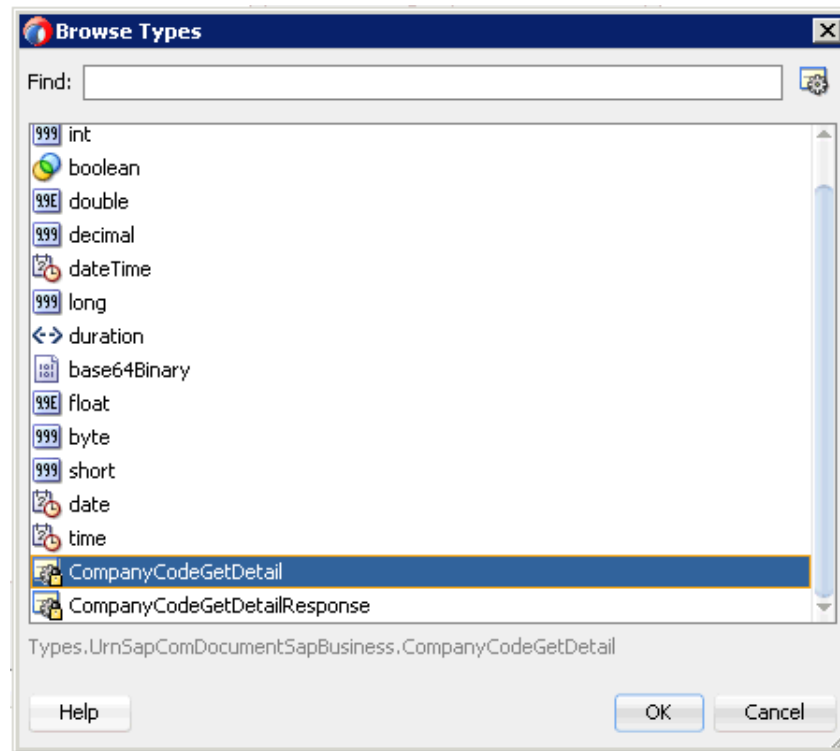 Browse Types
Find:
int
boolean
double
decimal
dateTime
long
duration
base64Binary
float
byte
short
date
time
CompanyCodeGetDetail
CompanyCodeGetDetailResponse
Types.UrnSapComDocumentSapBusiness.CompanyCodeGetDetail
Help OK Cancel